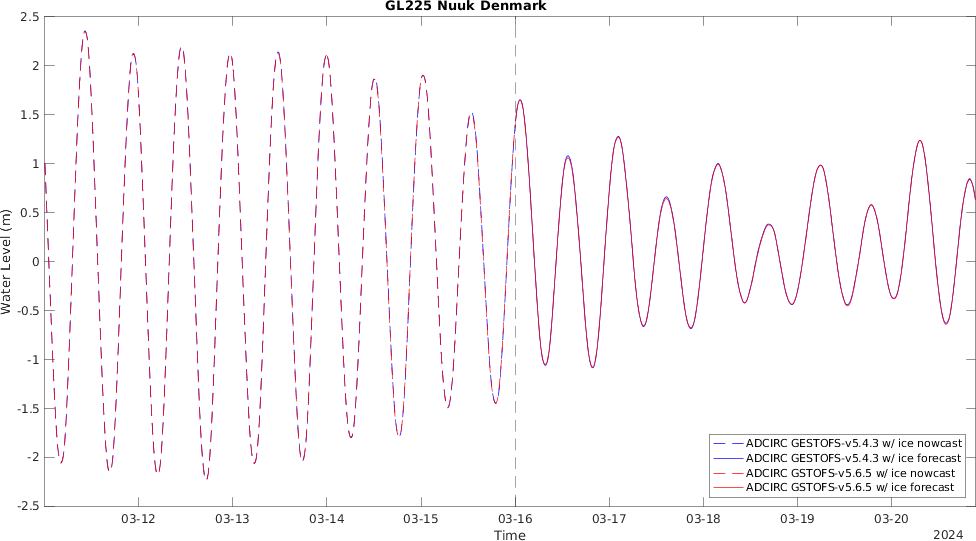 GL225 Nuuk Denmark
2.5
2
1.5
1
0.5
0
-0.5
-1
-1.5
-2
-2.5
Water Level (m)
ADCIRC GESTOFS-v5.4.3 w/ ice nowcast
ADCIRC GESTOFS-v5.4.3 w/ ice forecast
ADCIRC GSTOFS-v5.6.5 w/ ice nowcast
ADCIRC GSTOFS-v5.6.5 w/ ice forecast
03-12 03-13 03-14 03-15 03-16 03-17 03-18 03-19 03-20
Time
2024